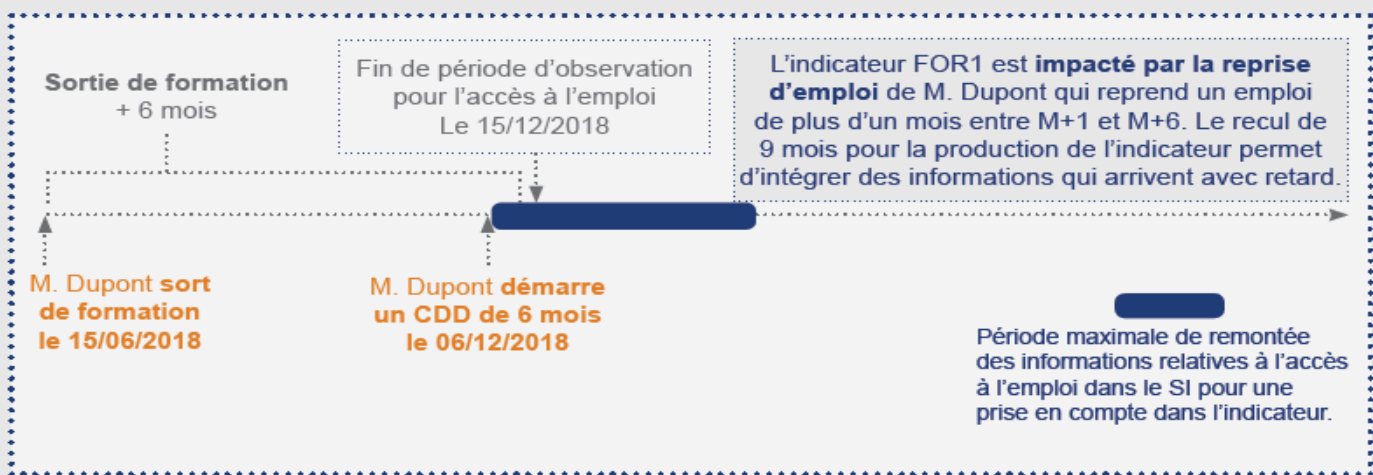 Sortie de formation
+ 6 mois
Fin de période d'observation
pour l'accès à l'emploi
Le 15/12/2018
L'indicateur FOR1 est impacté par la reprise
d'emploi de M. Dupont qui reprend un emploi
de plus d'un mois entre M+1 et M+6. Le recul de
9 mois pour la production de l'indicateur permet
d'intégrer des informations qui arrivent avec retard.
M. Dupont sort
de formation
le 15/06/2018
M. Dupont démarre
un CDD de 6 mois
le 06/12/2018
Période maximale de remontée
des informations relatives à l'accès
à l'emploi dans le SI pour une
prise en compte dans l'indicateur.